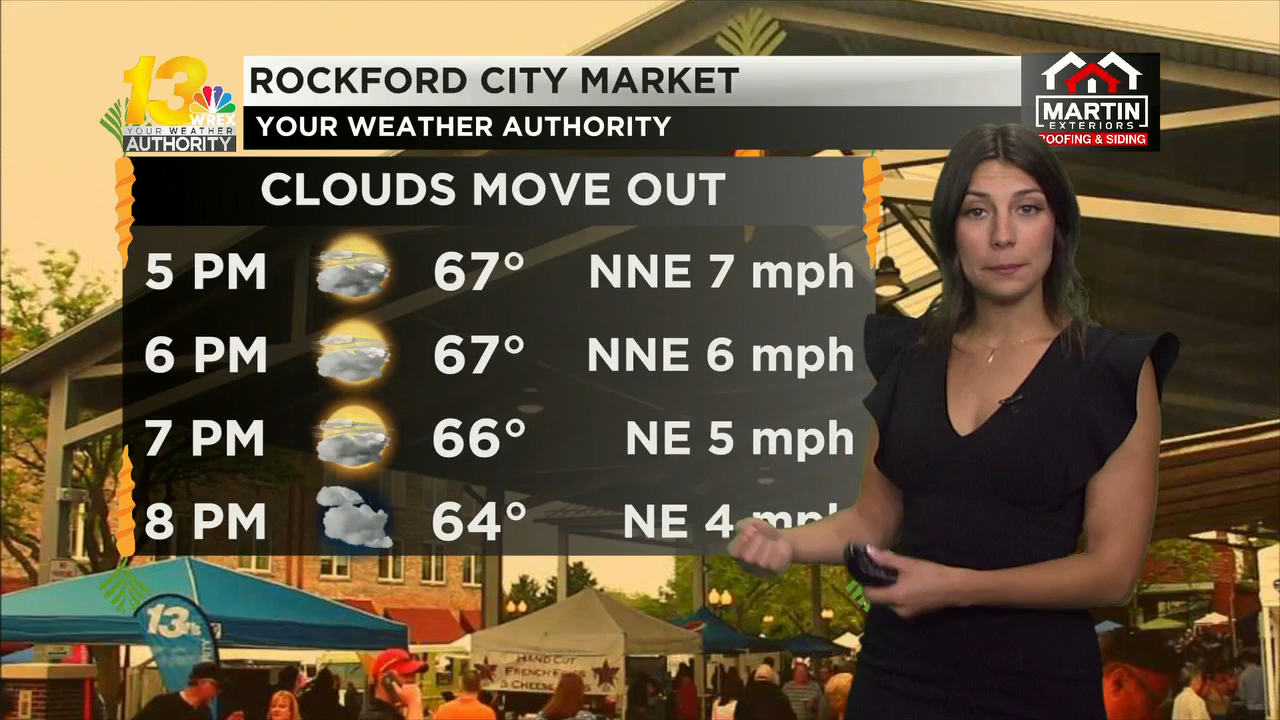 13
WREX
YOUR WEATHER
AUTHORITY
ROCKFORD CITY MARKET
YOUR WEATHER AUTHORITY
MARTIN
EXTERIORS
ROOFING & SIDING
CLOUDS MOVE OUT
5 PM 67° NNE 7 mph
6 PM 67° NNE 6 mph
7 PM 66° NE 5 mph
8 PM 64° NE 4 mph
13
HAND CUT
FRENCH FRIES
& CHEESE